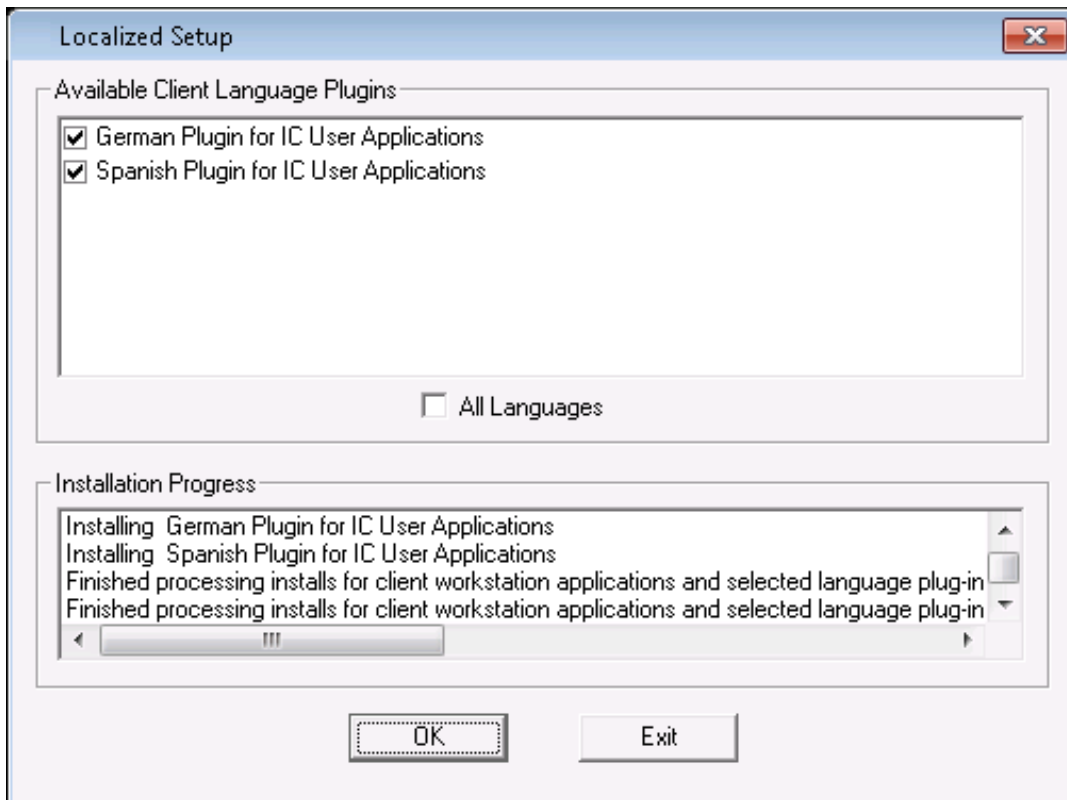 Localized Setup
Available Client Language Plugins
German Plugin for IC User Applications
Spanish Plugin for IC User Applications
All Languages
Installation Progress
Installing  German Plugin for IC User Applications
Installing  Spanish Plugin for IC User Applications
Finished processing installs for client workstation applications and selected language plug-in
Finished processing installs for client workstation applications and selected language plug-in
OK
Exit